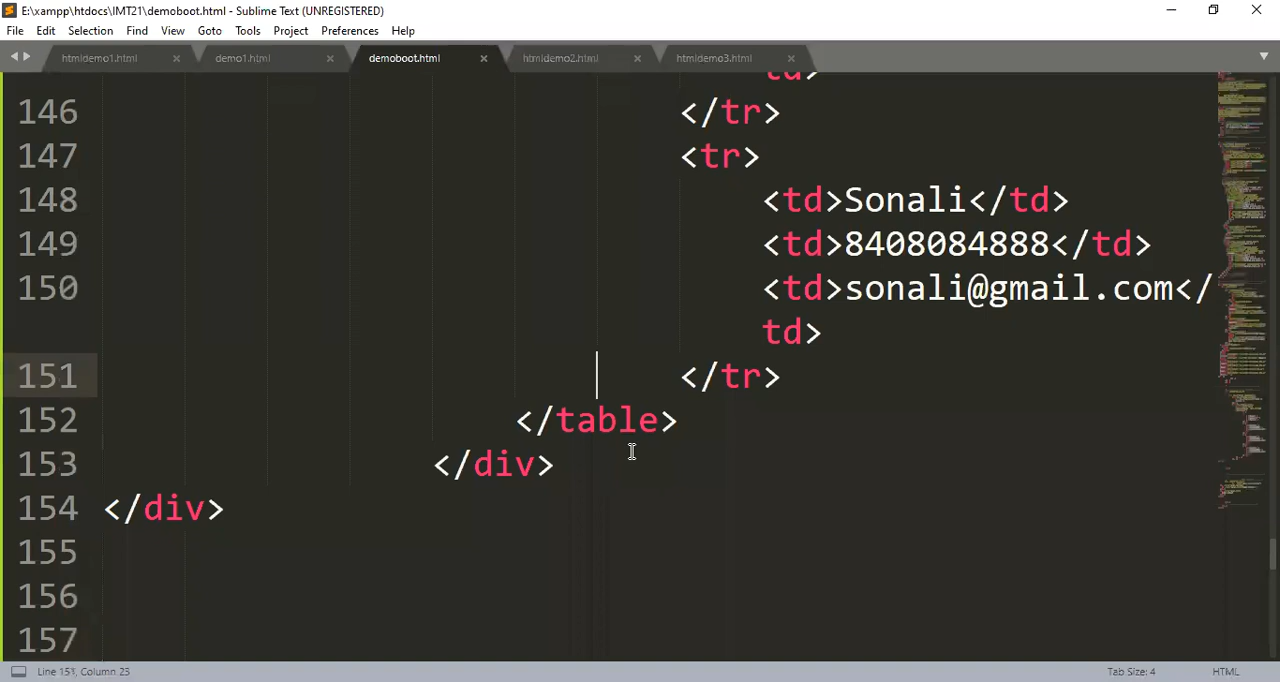 E:\xampp\htdocs\IMT21\demoboot.html - Sublime Text (UNREGISTERED)
File Edit Selection Find View Goto Tools Project Preferences Help
htmldemo1.html demo1.html demoboot.html htmldemo2.html htmldemo3.html
td>
146 </tr>
147 <tr>
148 <td>Sonali</td>
149 <td>8408084888</td>
150 <td>sonali@gmail.com</
td>
151 </tr>
152 </table>
153 </div>
154 </div>
155
156
157
Line 151, Column 23 Tab Size: 4 HTML